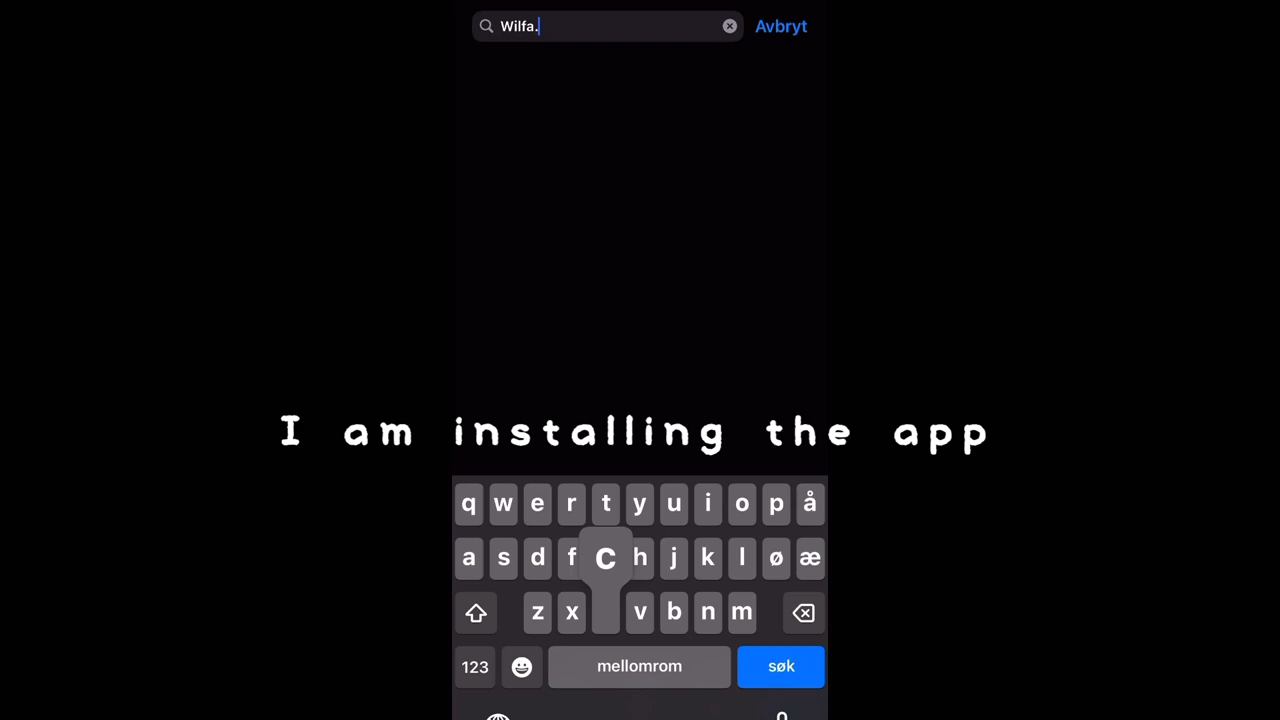 Wilfa.
Avbryt
I am installing the app
q w e r t y u i o p å
a s d f c h j k l ø æ
z x v b n m
123 mellomrom søk